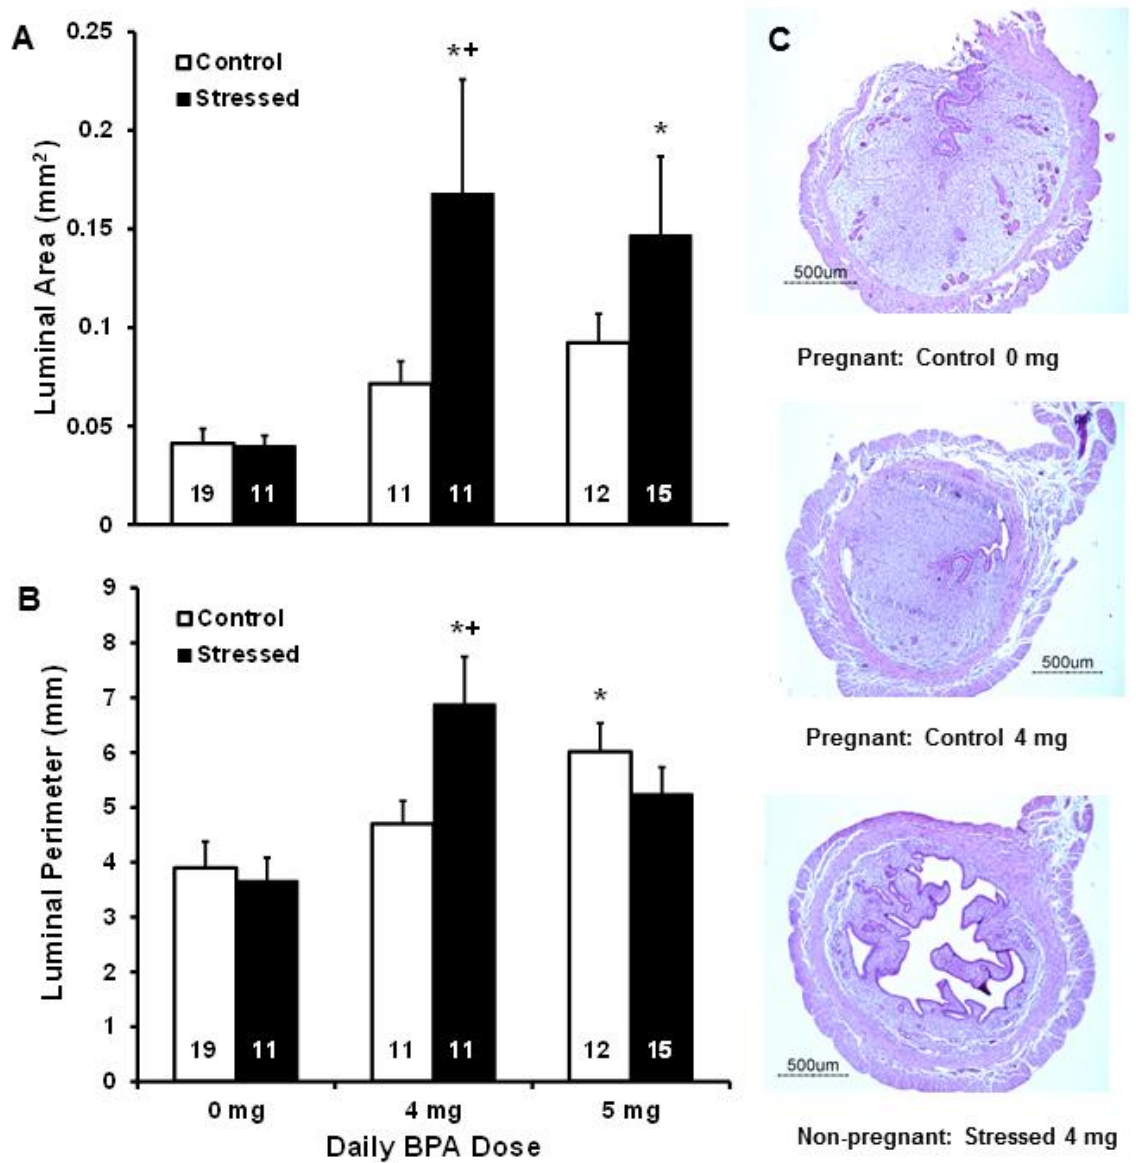 A
0.25
0.2
0.15
0.1
0.05
0
Luminal Area (mm²)
Control
Stressed
*+
*
19
11
11
11
12
15
B
9
8
7
6
5
4
3
2
1
0
Luminal Perimeter (mm)
Control
Stressed
*+
*
19
11
11
11
12
15
0 mg
4 mg
5 mg
Daily BPA Dose
C
500um
Pregnant: Control 0 mg
500um
Pregnant: Control 4 mg
500um
Non-pregnant: Stressed 4 mg